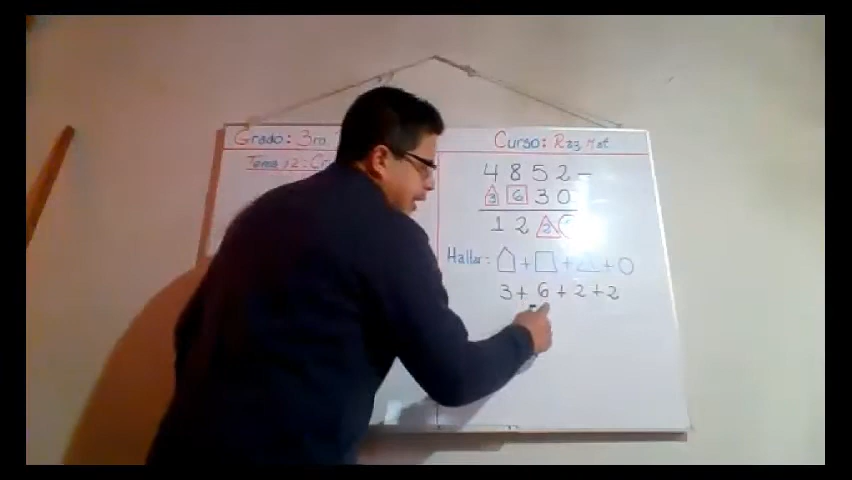 Grado: 3ro
Curso: Raz Mat
Tema 12: Cr
4 8 5 2 -
3 6 3 0
1 2 2
Hallar: + + +
3 + 6 + 2 + 2